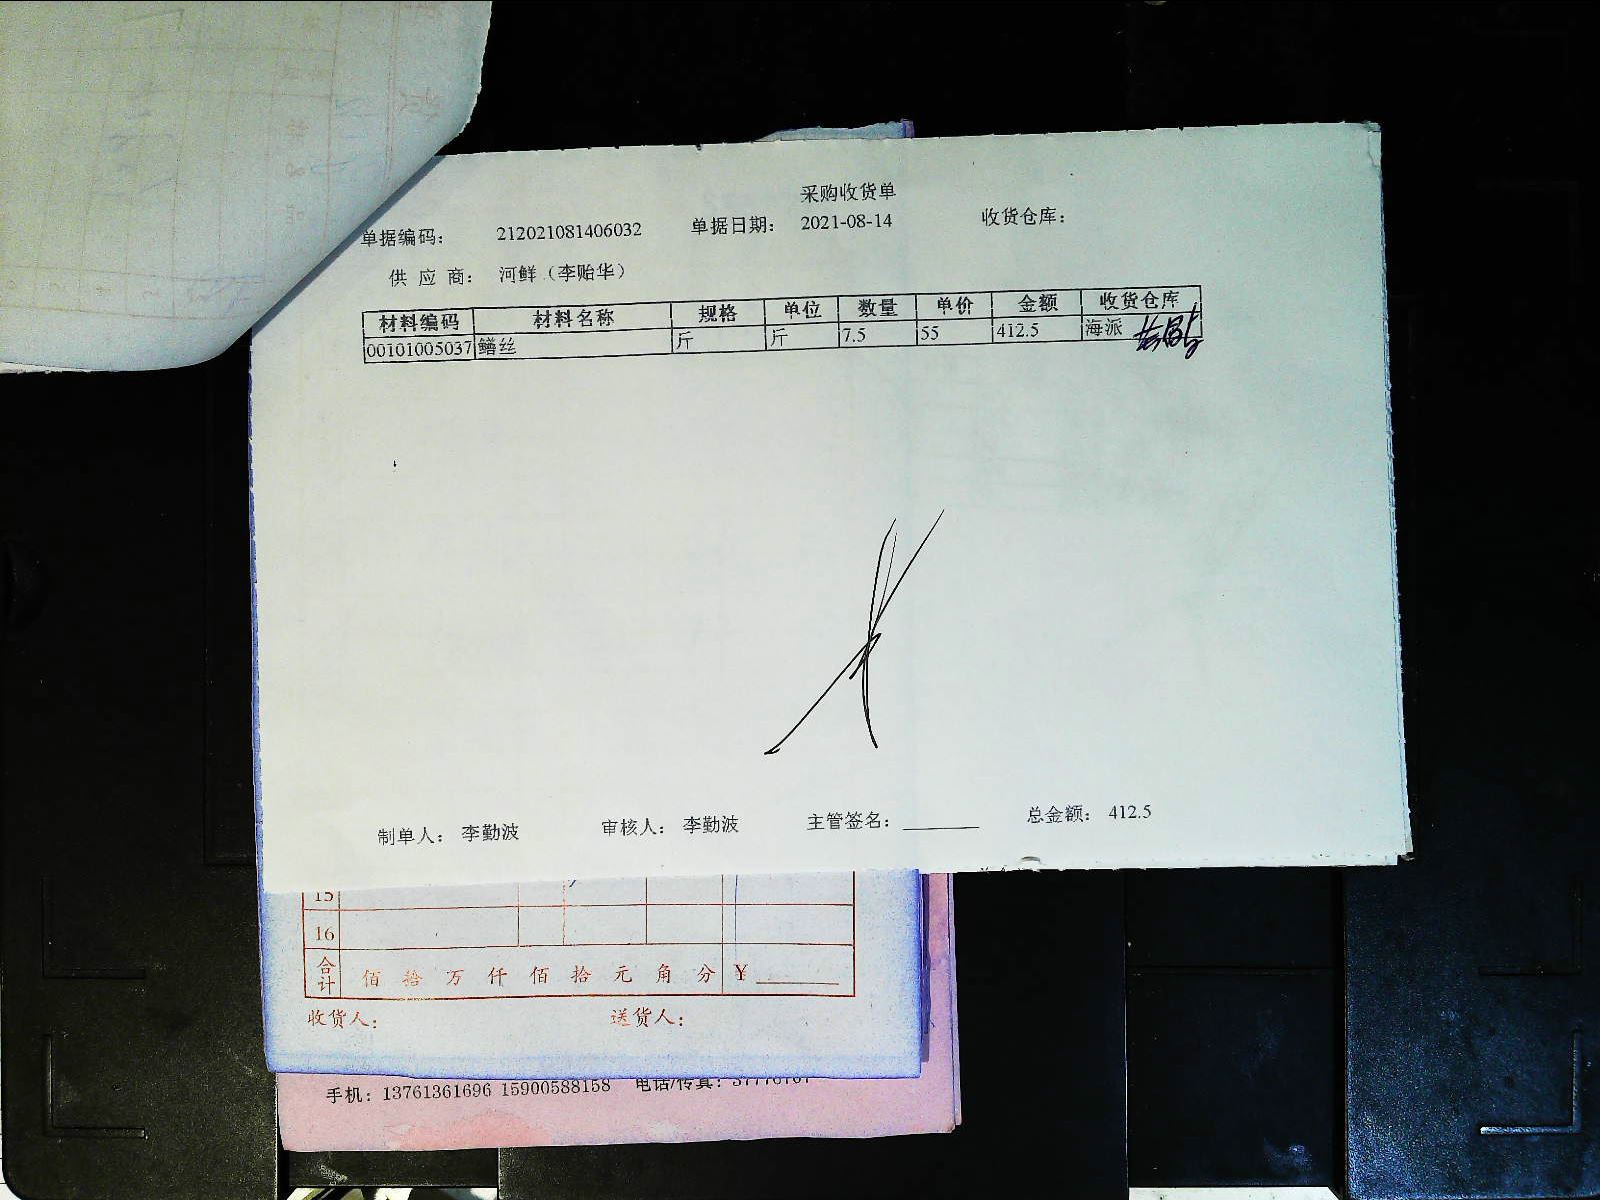 采购收货单
单据编码： 212021081406032 单据日期： 2021-08-14 收货仓库：
供 应 商： 河鲜（李贻华）
材料编码 材料名称 规格 单位 数量 单价 金额 收货仓库
00101005037 鳝丝 斤 斤 7.5 55 412.5 海派
制单人： 李勤波 审核人： 李勤波 主管签名： 总金额： 412.5
15
16
合计 佰 拾 万 仟 佰 拾 元 角 分 ¥
收货人： 送货人：
手机：13761361696 15900588158 电话/传真：